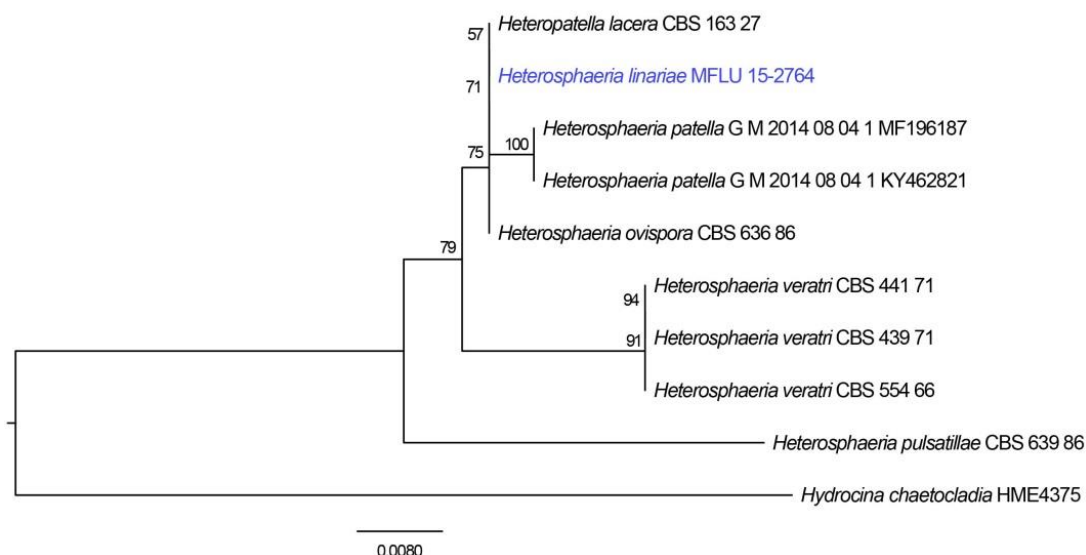 Heteropatella lacera CBS 163 27
57
Heterosphaeria linariae MFLU 15-2764
71
Heterosphaeria patella G M 2014 08 04 1 MF196187
100
75
Heterosphaeria patella G M 2014 08 04 1 KY462821
Heterosphaeria ovispora CBS 636 86
79
Heterosphaeria veratri CBS 441 71
94
Heterosphaeria veratri CBS 439 71
91
Heterosphaeria veratri CBS 554 66
Heterosphaeria pulsatillae CBS 639 86
Hydrocina chaetocladia HME4375
0.0080